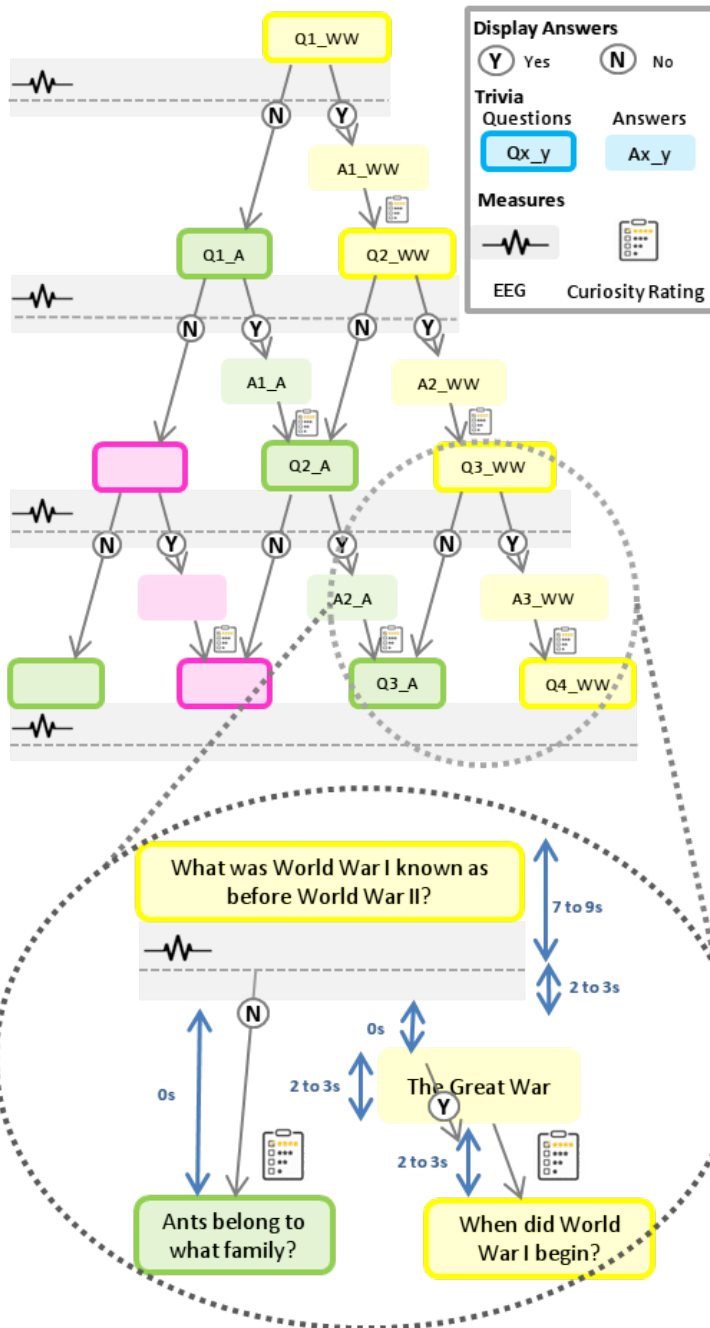 Q1_WW
N
Y
A1_WW
Q1_A
Q2_WW
N
Y
N
Y
A1_A
A2_WW
Q2_A
Q3_WW
N
Y
N
Y
N
Y
A2_A
A3_WW
Q3_A
Q4_WW
Display Answers
Y Yes
N No
Trivia
Questions
Answers
Qx_y
Ax_y
Measures
EEG
Curiosity Rating
What was World War I known as
before World War II?
7 to 9s
2 to 3s
N
0s
0s
2 to 3s
The Great War
Y
2 to 3s
Ants belong to
what family?
When did World
War I begin?